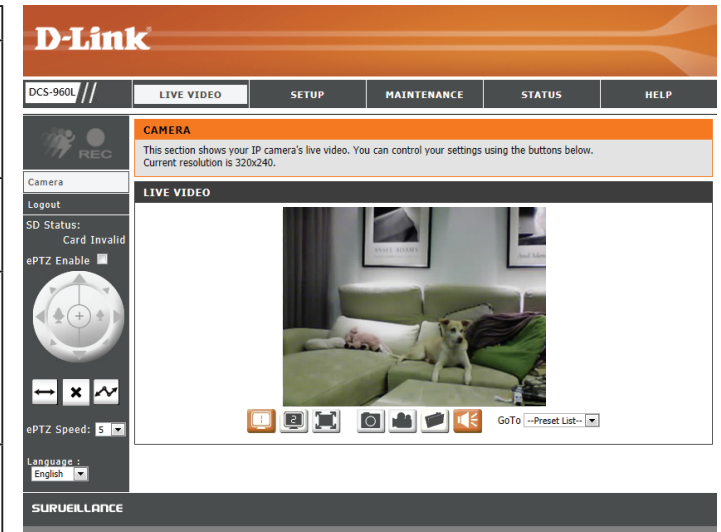 D-Link
DCS-960L
LIVE VIDEO SETUP MAINTENANCE STATUS HELP
REC
CAMERA
This section shows your IP camera's live video. You can control your settings using the buttons below.
Current resolution is 320x240.
Camera
Logout
SD Status:
Card Invalid
ePTZ Enable
LIVE VIDEO
1 2
GoTo --Preset List--
ePTZ Speed: 5
Language :
English
SURVEILLANCE